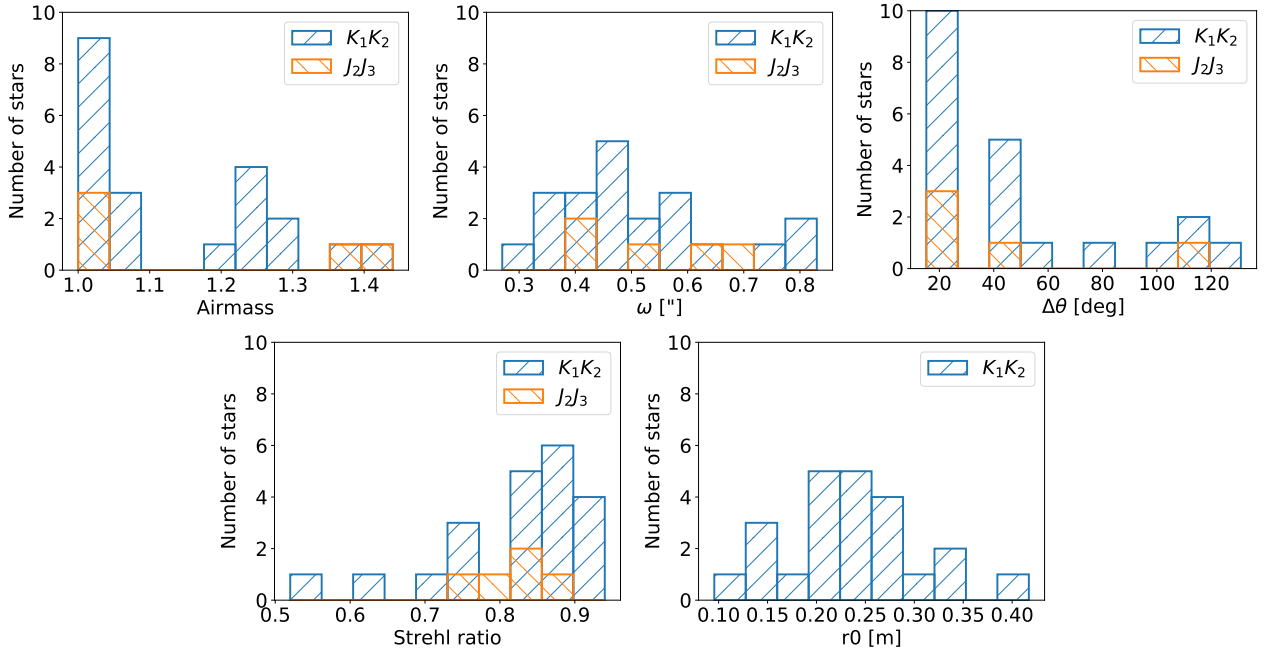 Number of stars
10
8
6
4
2
0
K₁K₂
J₂J₃
1.0 1.1 1.2 1.3 1.4
Airmass
Number of stars
10
8
6
4
2
0
K₁K₂
J₂J₃
0.3 0.4 0.5 0.6 0.7 0.8
ω ["]
Number of stars
10
8
6
4
2
0
K₁K₂
J₂J₃
20 40 60 80 100 120
Δθ [deg]
Number of stars
10
8
6
4
2
0
K₁K₂
J₂J₃
0.5 0.6 0.7 0.8 0.9
Strehl ratio
Number of stars
10
8
6
4
2
0
K₁K₂
0.10 0.15 0.20 0.25 0.30 0.35 0.40
r0 [m]